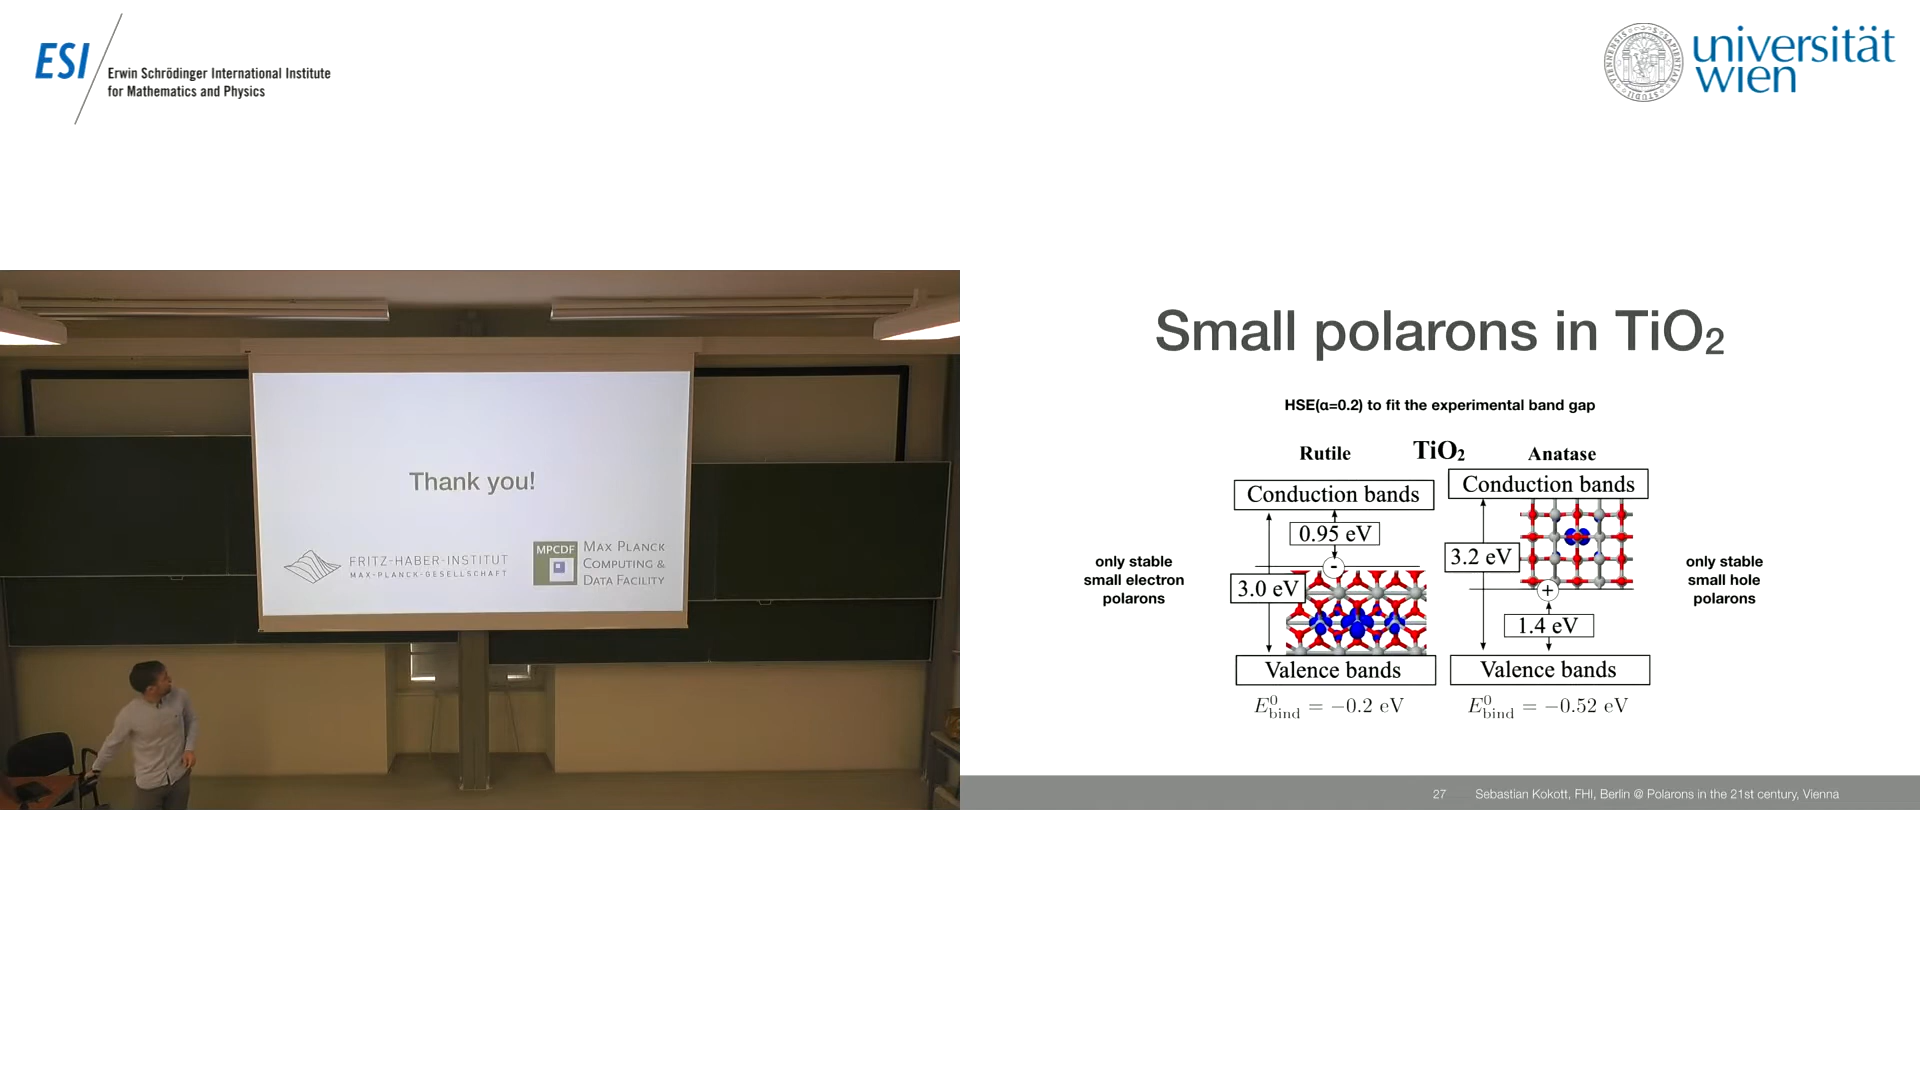 ESI
Erwin Schrödinger International Institute
for Mathematics and Physics
universität
wien
Thank you!
FRITZ-HABER-INSTITUT
MAX-PLANCK-GESELLSCHAFT
MPCDF
MAX PLANCK
COMPUTING &
DATA FACILITY
Small polarons in TiO₂
HSE(α=0.2) to fit the experimental band gap
Rutile
TiO₂
Anatase
Conduction bands
Conduction bands
0.95 eV
-
3.2 eV
only stable
small electron
polarons
3.0 eV
+
only stable
small hole
polarons
1.4 eV
Valence bands
Valence bands
E⁰bind = −0.2 eV
E⁰bind = −0.52 eV
27 Sebastian Kokott, FHI, Berlin @ Polarons in the 21st century, Vienna